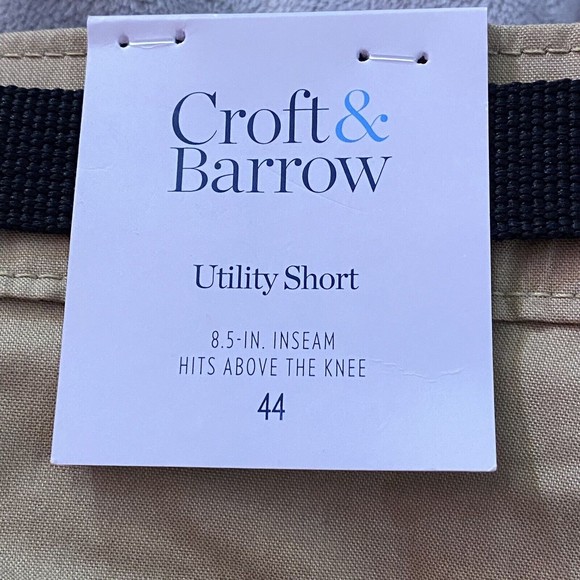 Croft&
Barrow
Utility Short
8.5-IN. INSEAM
HITS ABOVE THE KNEE
44